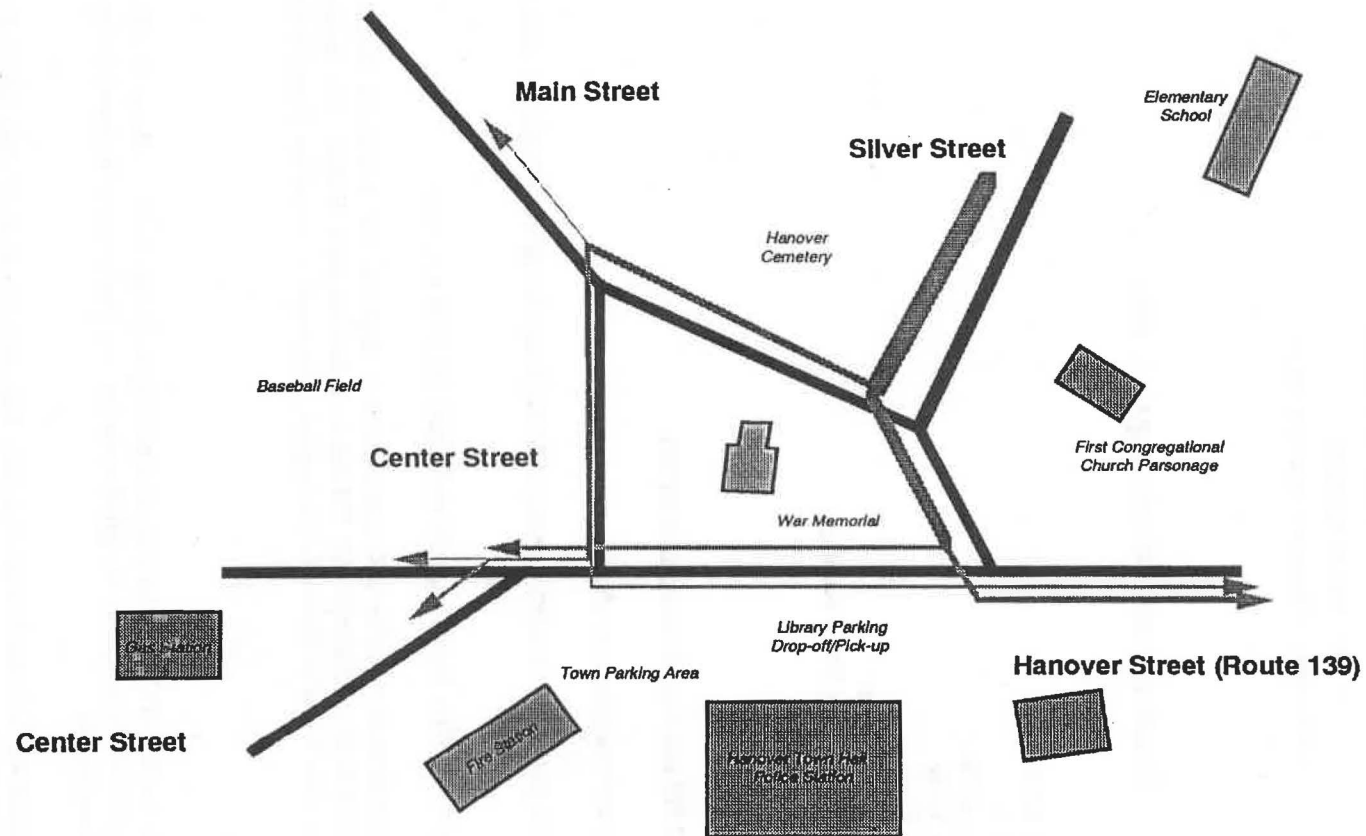 Main Street
Elementary
School
Silver Street
Hanover
Cemetery
Baseball Field
First Congregational
Church Parsonage
Center Street
War Memorial
Library Parking
Drop-off/Pick-up
Gas Station
Town Parking Area
Hanover Street (Route 139)
Center Street
Fire Station
Hanover Town Hall
Police Station